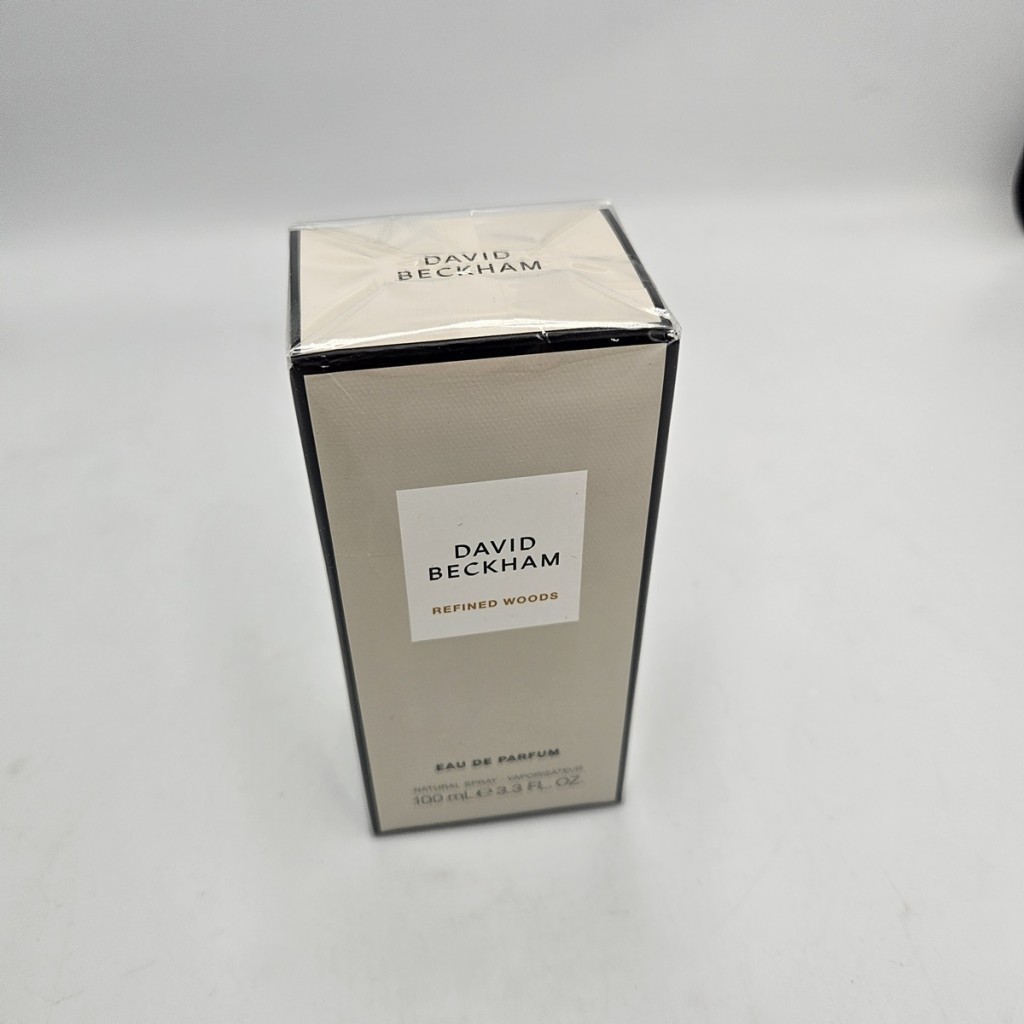 DAVID
BECKHAM
DAVID
BECKHAM
REFINED WOODS
EAU DE PARFUM
NATURAL SPRAY · VAPORISATEUR
100 mL e 3.3 FL. OZ.